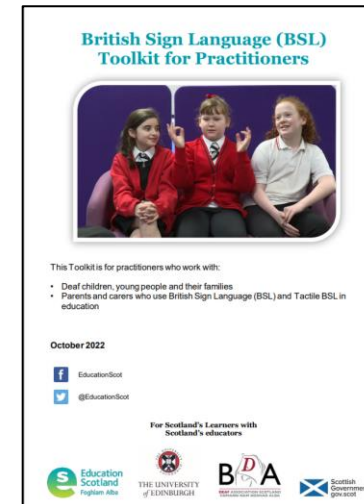 British Sign Language (BSL)
Toolkit for Practitioners
This Toolkit is for practitioners who work with:
• Deaf children, young people and their families
• Parents and carers who use British Sign Language (BSL) and Tactile BSL in
education
October 2022
f EducationScot
@EducationScot
For Scotland's Learners with
Scotland's educators
Education
Scotland
Foghlam Alba
THE UNIVERSITY
of EDINBURGH
BDA
DEAF ASSOCIATION SCOTLAND
Scottish
Government
gov.scot